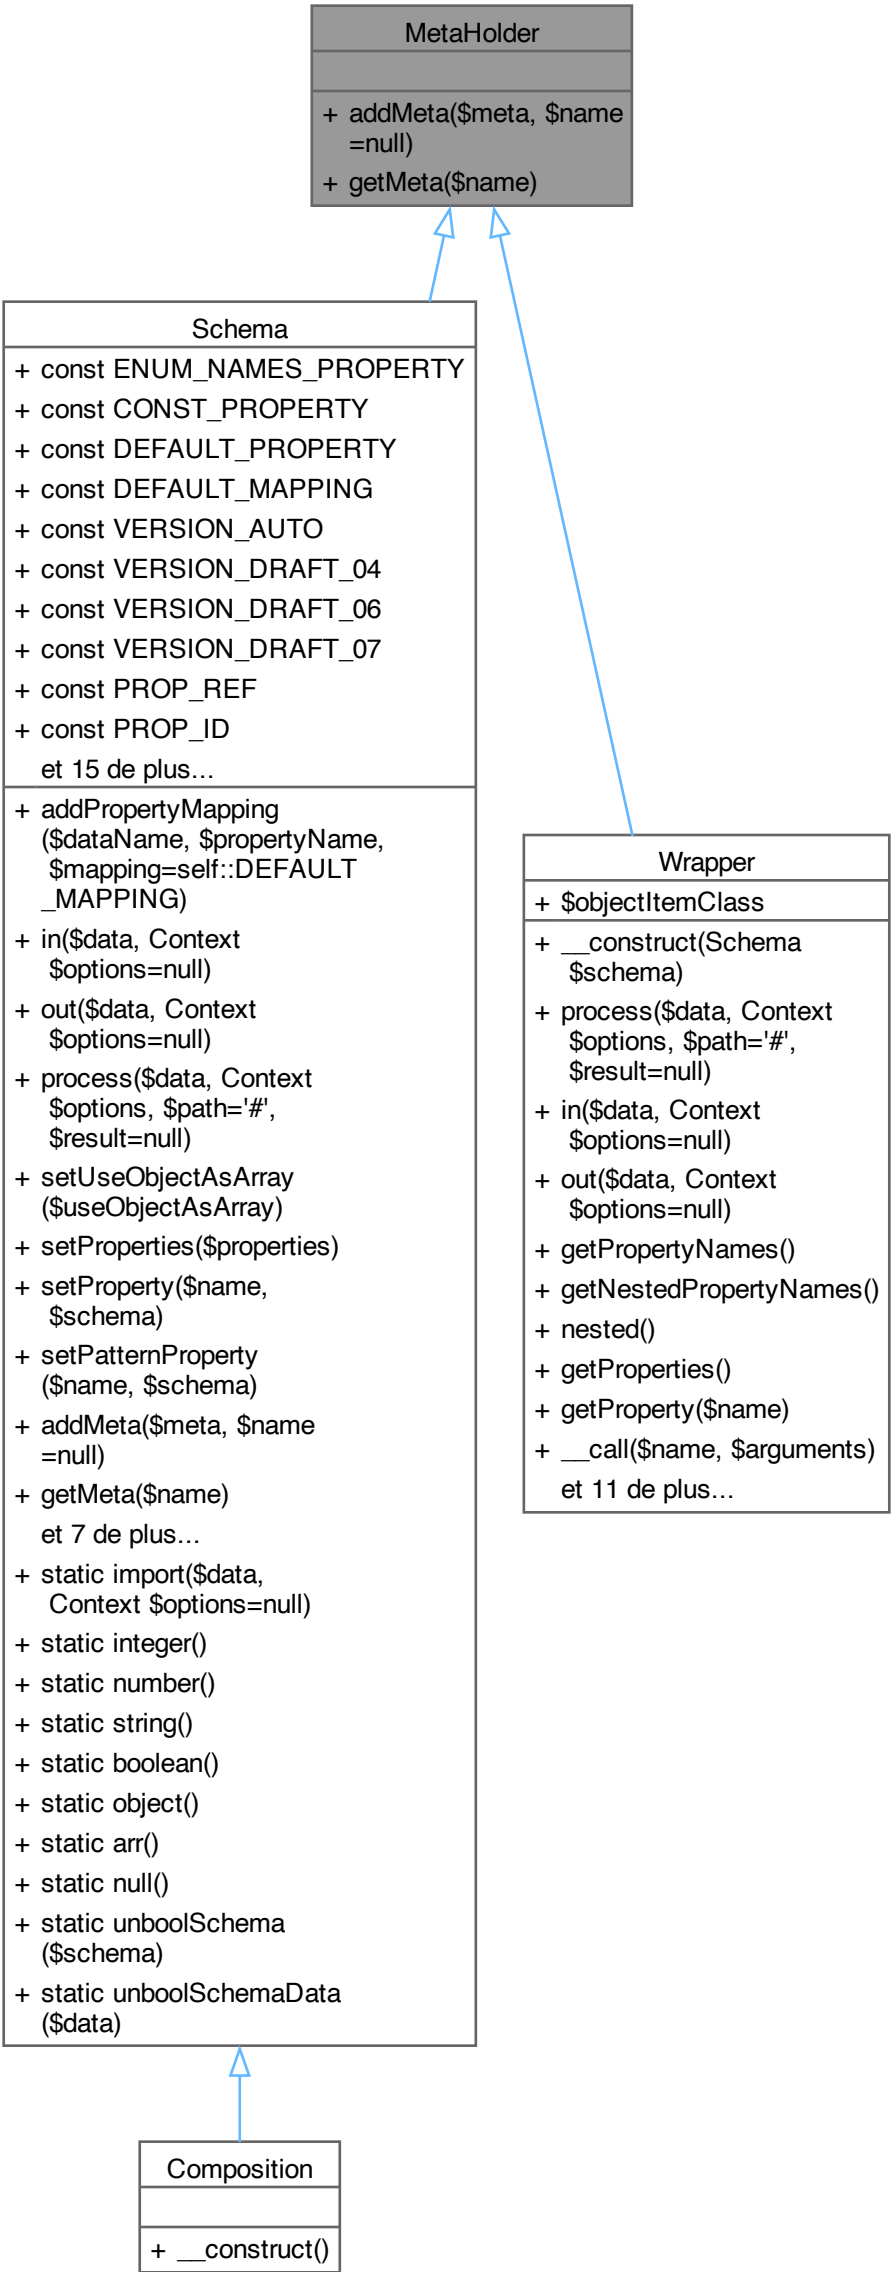 MetaHolder
+ addMeta($meta, $name
=null)
+ getMeta($name)
Schema
+ const ENUM_NAMES_PROPERTY
+ const CONST_PROPERTY
+ const DEFAULT_PROPERTY
+ const DEFAULT_MAPPING
+ const VERSION_AUTO
+ const VERSION_DRAFT_04
+ const VERSION_DRAFT_06
+ const VERSION_DRAFT_07
+ const PROP_REF
+ const PROP_ID
et 15 de plus...
+ addPropertyMapping
($dataName, $propertyName,
$mapping=self::DEFAULT
_MAPPING)
+ in($data, Context
$options=null)
+ out($data, Context
$options=null)
+ process($data, Context
$options, $path='#',
$result=null)
+ setUseObjectAsArray
($useObjectAsArray)
+ setProperties($properties)
+ setProperty($name,
$schema)
+ setPatternProperty
($name, $schema)
+ addMeta($meta, $name
=null)
+ getMeta($name)
et 7 de plus...
+ static import($data,
Context $options=null)
+ static integer()
+ static number()
+ static string()
+ static boolean()
+ static object()
+ static arr()
+ static null()
+ static unboolSchema
($schema)
+ static unboolSchemaData
($data)
Wrapper
+ $objectItemClass
+ __construct(Schema
$schema)
+ process($data, Context
$options, $path='#',
$result=null)
+ in($data, Context
$options=null)
+ out($data, Context
$options=null)
+ getPropertyNames()
+ getNestedPropertyNames()
+ nested()
+ getProperties()
+ getProperty($name)
+ __call($name, $arguments)
et 11 de plus...
Composition
+ __construct()